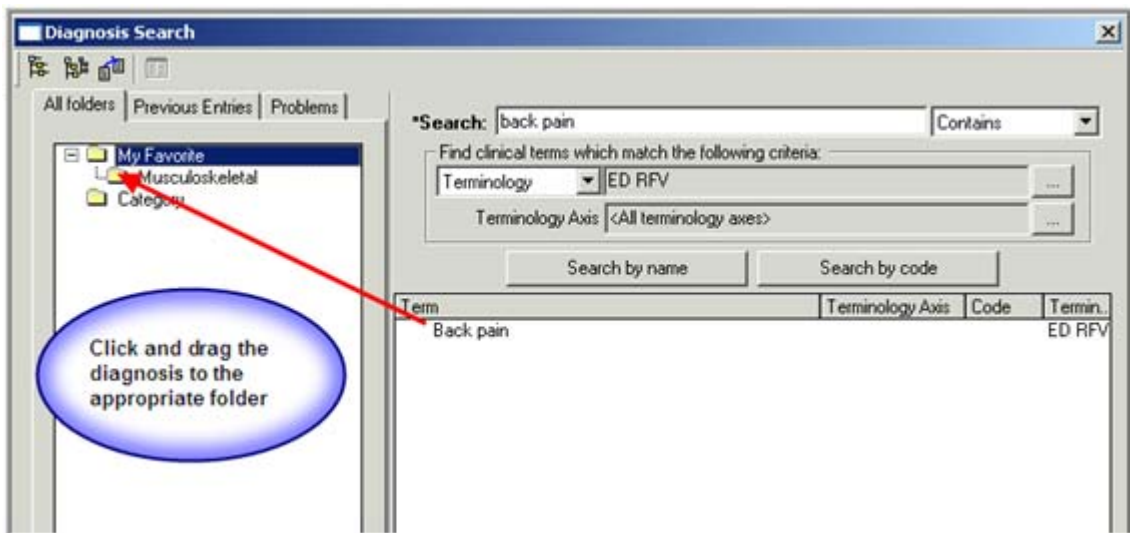 Diagnosis Search
All folders Previous Entries Problems
*Search: back pain Contains
Find clinical terms which match the following criteria:
My Favorite
Musculoskeletal
Category
Terminology ED RFV ...
Terminology Axis <All terminology axes> ...
Search by name Search by code
Term Terminology Axis Code Termin..
Back pain ED RFV
Click and drag the
diagnosis to the
appropriate folder